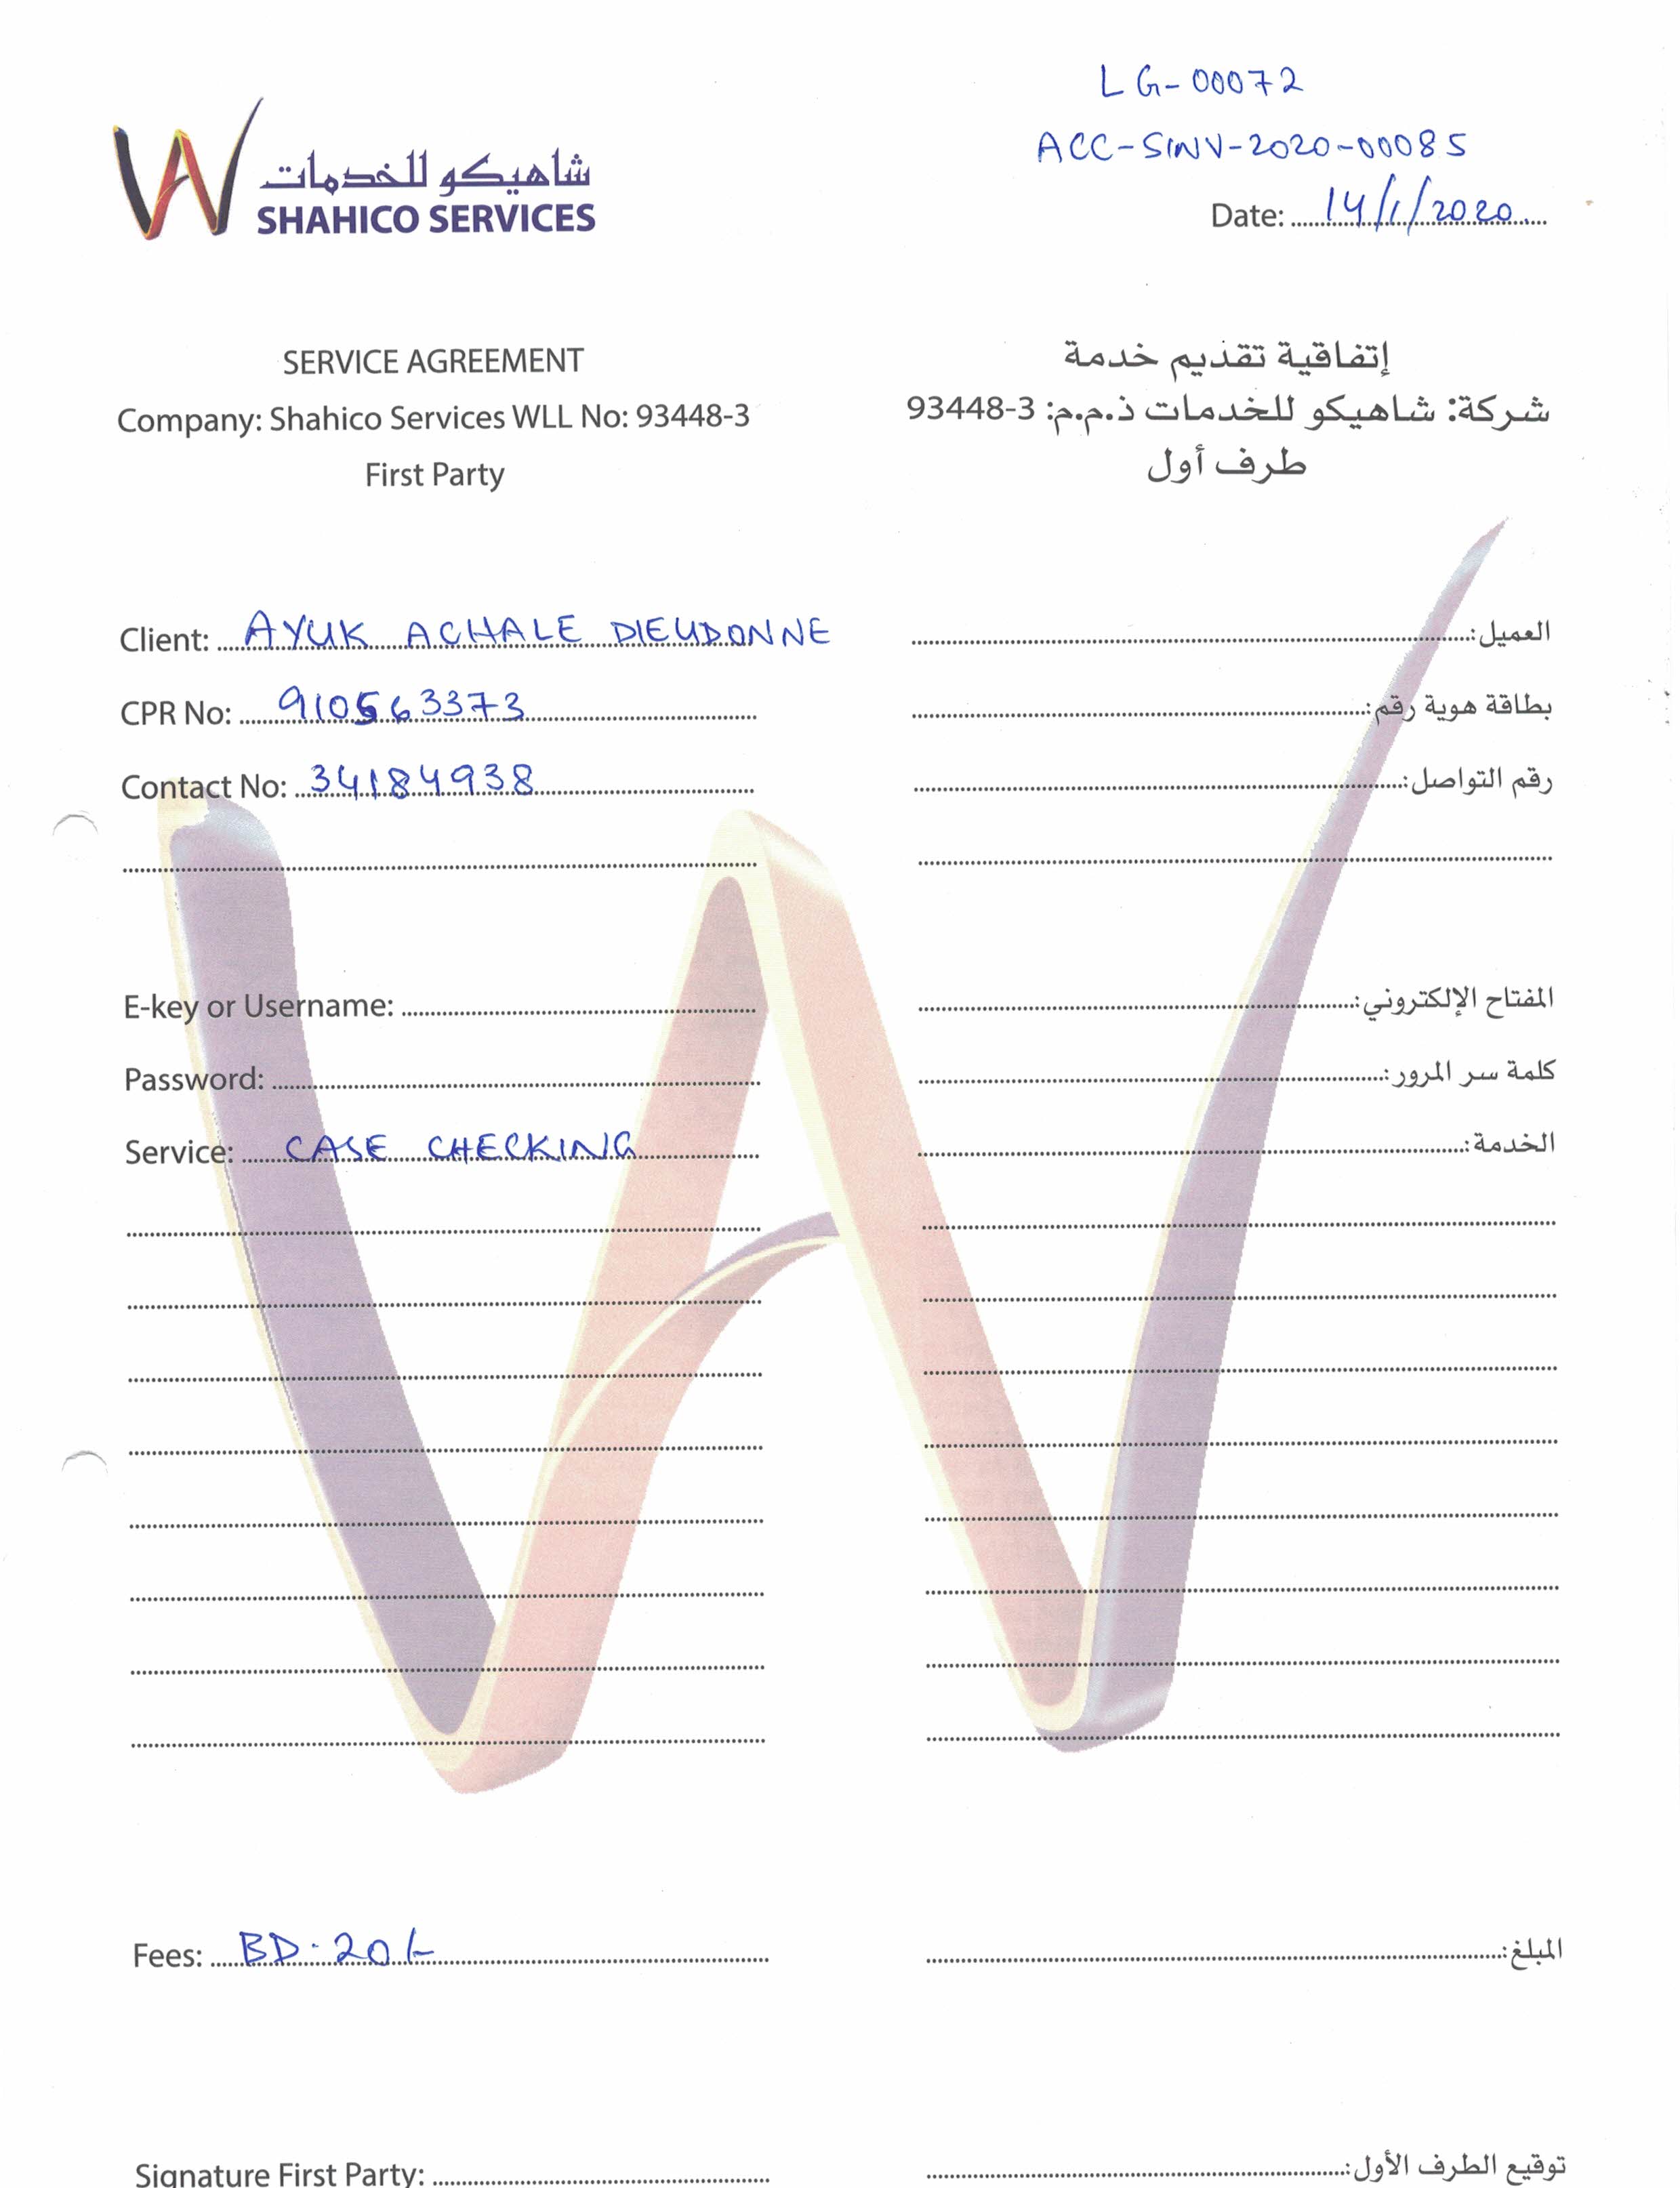 LG-00072
ACC-SINV-2020-00085
شاهيكو للخدمات
SHAHICO SERVICES
Date: 14/1/2020
SERVICE AGREEMENT
Company: Shahico Services WLL No: 93448-3
First Party
إتفاقية تقديم خدمة
شركة: شاهيكو للخدمات ذ.م.م: 3-93448
طرف أول
Client: AYUK ACHALE DIEUDONNE
العميل:
CPR No: 910563373
بطاقة هوية رقم:
Contact No: 34184938
رقم التواصل:
E-key or Username:
المفتاح الإلكتروني:
Password:
كلمة سر المرور:
Service: CASE CHECKING
الخدمة:
Fees: BD. 20/-
المبلغ:
Signature First Party:
توقيع الطرف الأول: